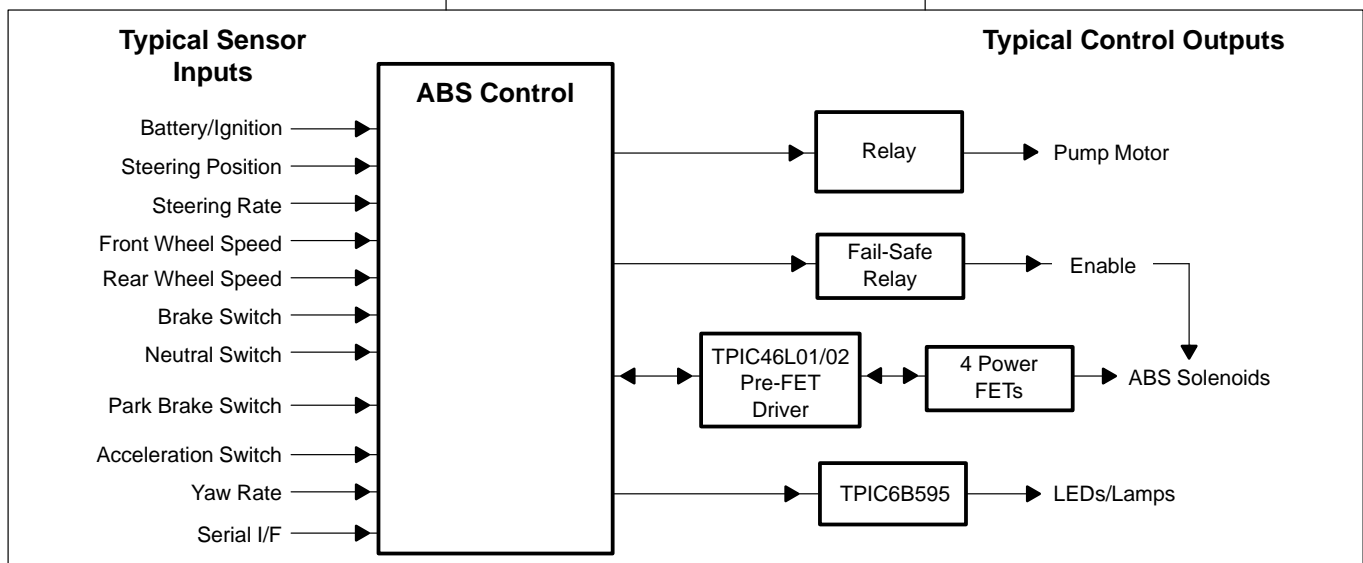 Typical Sensor
Inputs
Typical Control Outputs
ABS Control
Battery/Ignition
Steering Position
Steering Rate
Front Wheel Speed
Rear Wheel Speed
Brake Switch
Neutral Switch
Park Brake Switch
Acceleration Switch
Yaw Rate
Serial I/F
Relay
Pump Motor
Fail-Safe
Relay
Enable
TPIC46L01/02
Pre-FET
Driver
4 Power
FETs
ABS Solenoids
TPIC6B595
LEDs/Lamps